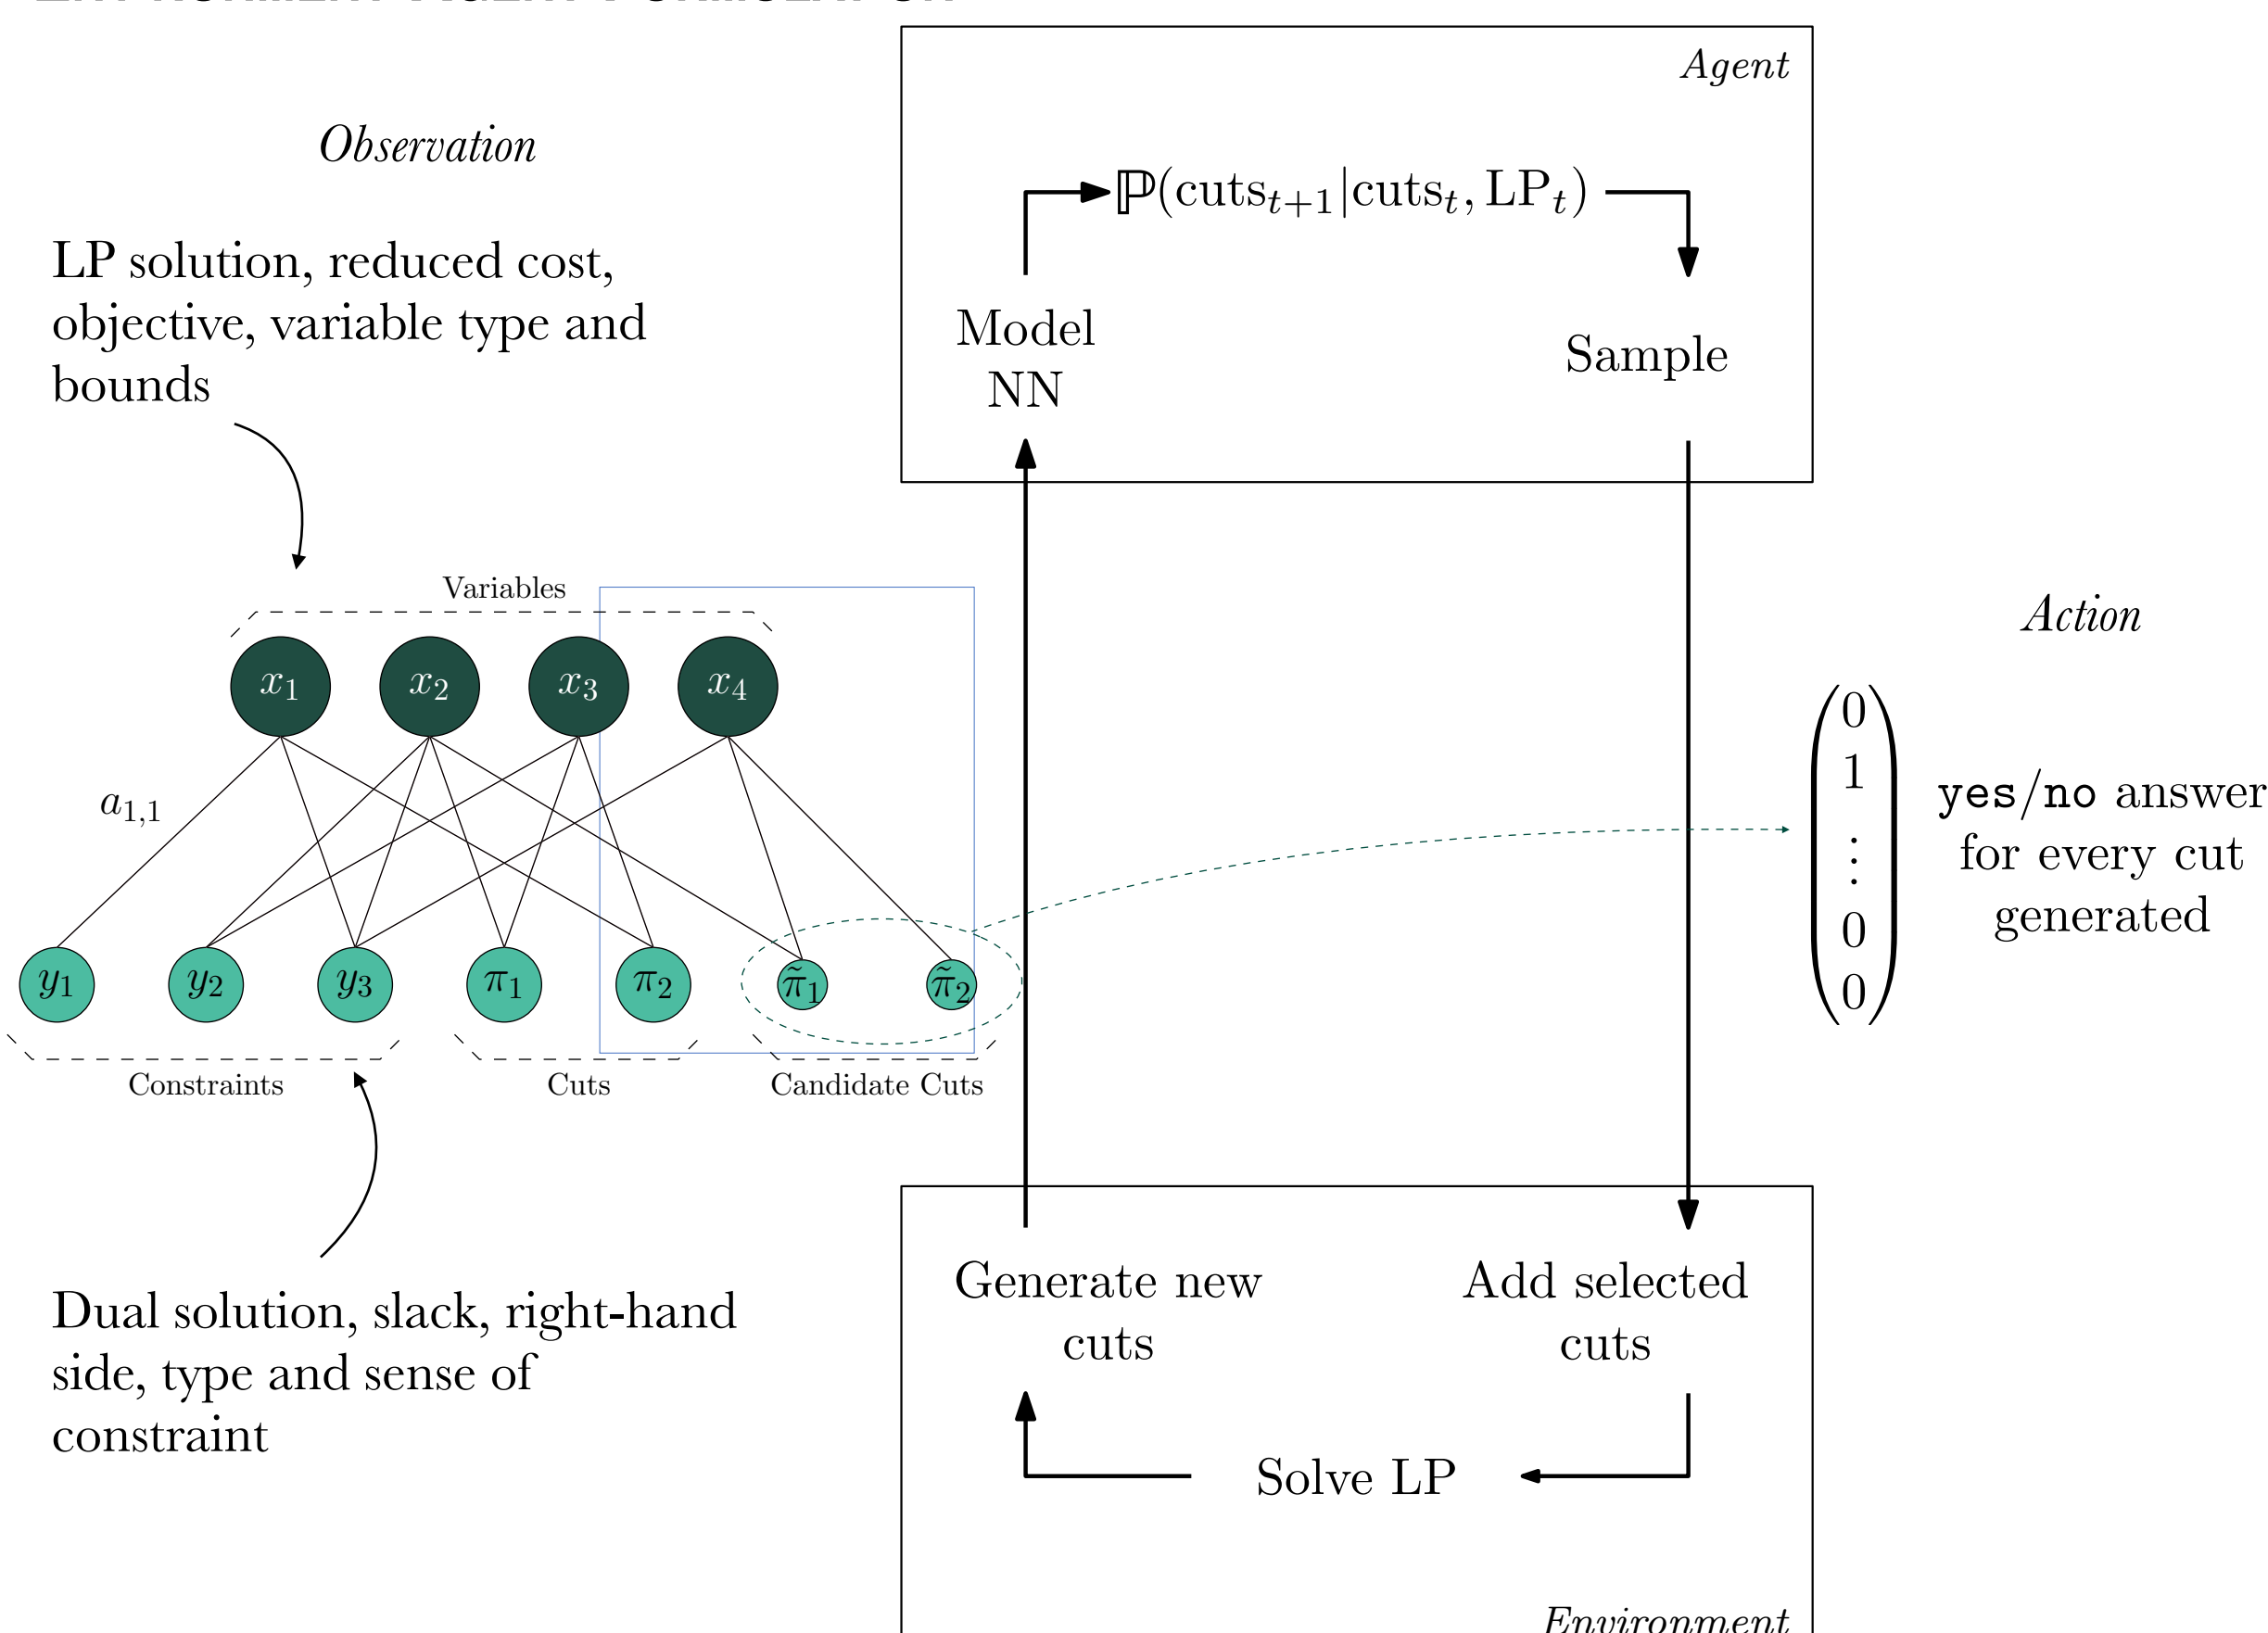 Agent
Observation
ℙ(cuts_{t+1}|cuts_t, LP_t)
LP solution, reduced cost,
objective, variable type and
bounds
Model
NN
Sample
Variables
Action
x_1 x_2 x_3 x_4
a_{1,1}
0
1
⋮
0
0
yes/no answer
for every cut
generated
y_1 y_2 y_3 π_1 π_2 π̃_1 π̃_2
Constraints Cuts Candidate Cuts
Generate new
cuts
Add selected
cuts
Dual solution, slack, right-hand
side, type and sense of
constraint
Solve LP
Environment